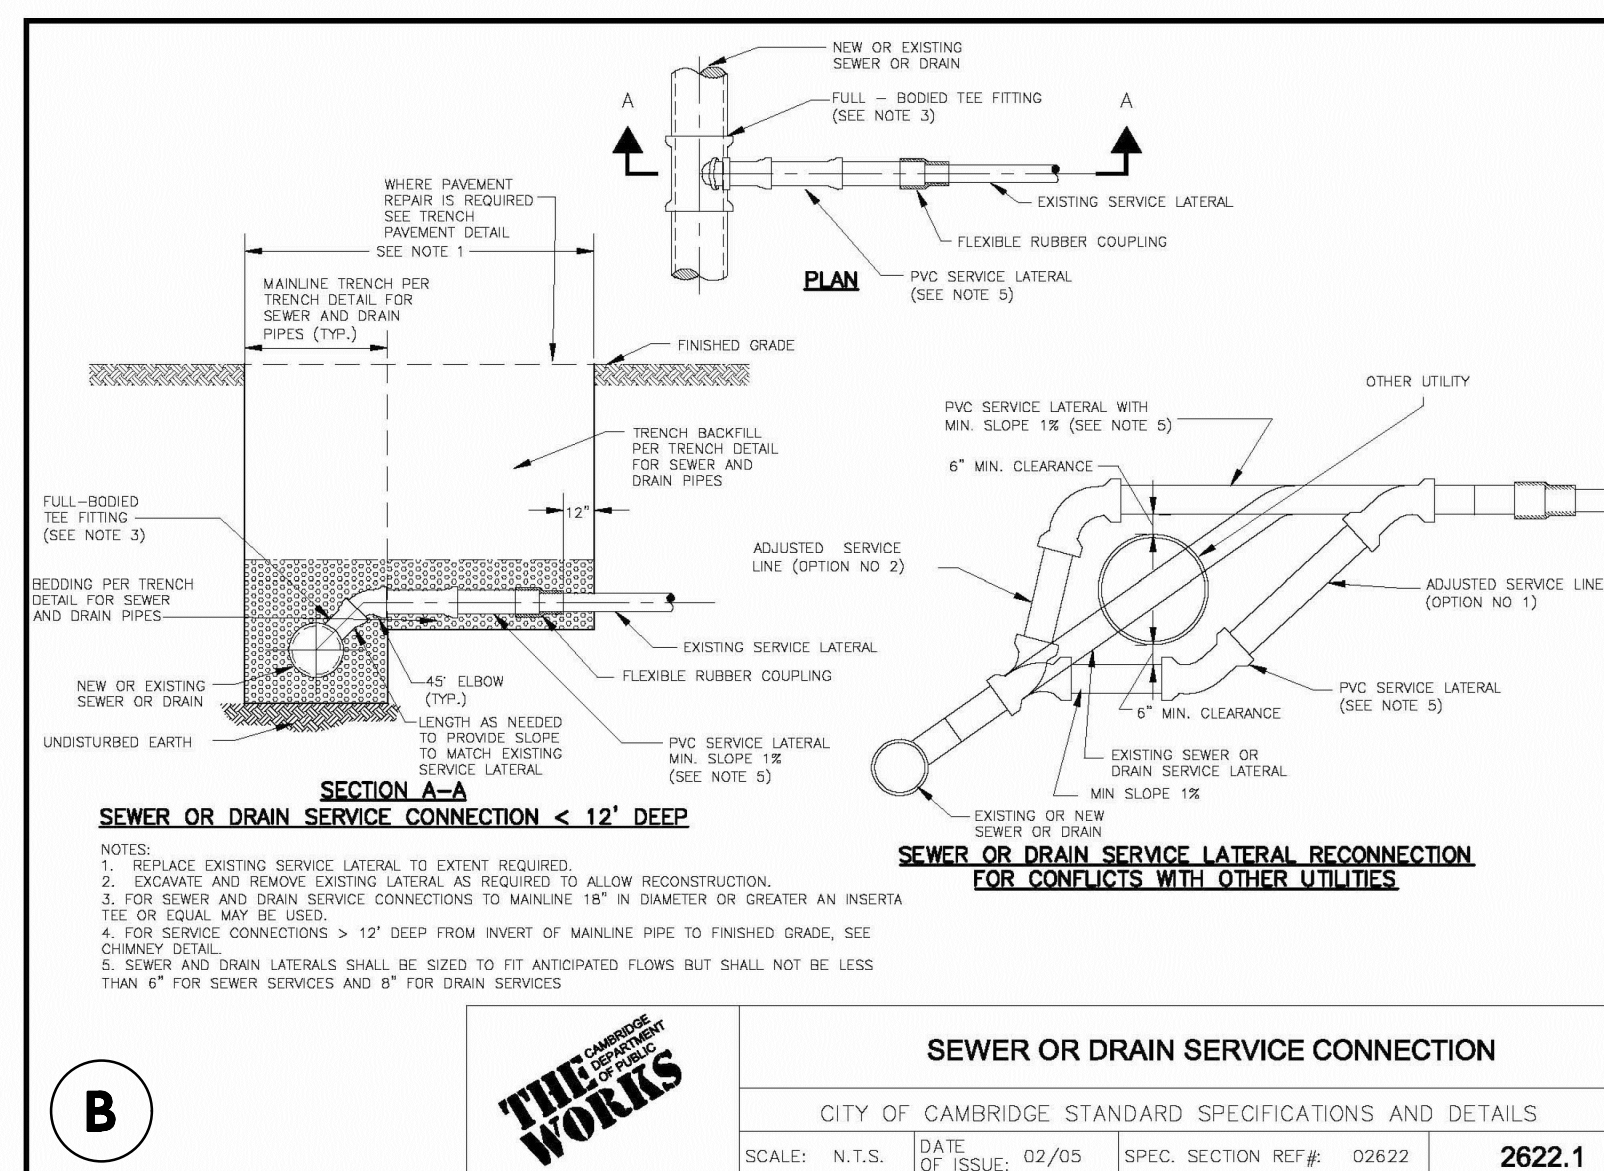 NEW OR EXISTING
SEWER OR DRAIN
FULL - BODIED TEE FITTING
(SEE NOTE 3)
A
A
EXISTING SERVICE LATERAL
FLEXIBLE RUBBER COUPLING
PVC SERVICE LATERAL
(SEE NOTE 5)
PLAN
WHERE PAVEMENT
REPAIR IS REQUIRED
SEE TRENCH
PAVEMENT DETAIL
SEE NOTE 1
MAINLINE TRENCH PER
TRENCH DETAIL FOR
SEWER AND DRAIN
PIPES (TYP.)
FINISHED GRADE
TRENCH BACKFILL
PER TRENCH DETAIL
FOR SEWER AND
DRAIN PIPES
12"
FULL-BODIED
TEE FITTING
(SEE NOTE 3)
BEDDING PER TRENCH
DETAIL FOR SEWER
AND DRAIN PIPES
NEW OR EXISTING
SEWER OR DRAIN
UNDISTURBED EARTH
EXISTING SERVICE LATERAL
FLEXIBLE RUBBER COUPLING
45° ELBOW
(TYP.)
LENGTH AS NEEDED
TO PROVIDE SLOPE
TO MATCH EXISTING
SERVICE LATERAL
PVC SERVICE LATERAL
MIN. SLOPE 1%
(SEE NOTE 5)
SECTION A-A
SEWER OR DRAIN SERVICE CONNECTION < 12' DEEP
OTHER UTILITY
PVC SERVICE LATERAL WITH
MIN. SLOPE 1% (SEE NOTE 5)
6" MIN. CLEARANCE
ADJUSTED SERVICE
LINE (OPTION NO 2)
ADJUSTED SERVICE LINE
(OPTION NO 1)
PVC SERVICE LATERAL
(SEE NOTE 5)
6" MIN. CLEARANCE
EXISTING SEWER OR
DRAIN SERVICE LATERAL
MIN SLOPE 1%
EXISTING OR NEW
SEWER OR DRAIN
SEWER OR DRAIN SERVICE LATERAL RECONNECTION
FOR CONFLICTS WITH OTHER UTILITIES
NOTES:
1. REPLACE EXISTING SERVICE LATERAL TO EXTENT REQUIRED.
2. EXCAVATE AND REMOVE EXISTING LATERAL AS REQUIRED TO ALLOW RECONSTRUCTION.
3. FOR SEWER AND DRAIN SERVICE CONNECTIONS TO MAINLINE 18" IN DIAMETER OR GREATER AN INSERTA
TEE OR EQUAL MAY BE USED.
4. FOR SERVICE CONNECTIONS > 12' DEEP FROM INVERT OF MAINLINE PIPE TO FINISHED GRADE, SEE
CHIMNEY DETAIL.
5. SEWER AND DRAIN LATERALS SHALL BE SIZED TO FIT ANTICIPATED FLOWS BUT SHALL NOT BE LESS
THAN 6" FOR SEWER SERVICES AND 8" FOR DRAIN SERVICES
B
THE
CAMBRIDGE
DEPARTMENT
OF PUBLIC
WORKS
SEWER OR DRAIN SERVICE CONNECTION
CITY OF CAMBRIDGE STANDARD SPECIFICATIONS AND DETAILS
SCALE: N.T.S.
DATE
OF ISSUE: 02/05
SPEC. SECTION REF#: 02622
2622.1